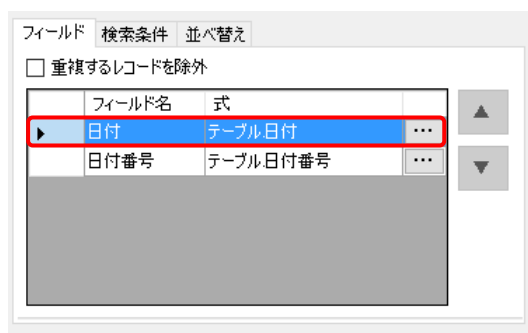 フィールド 検索条件 並べ替え
重複するレコードを除外
フィールド名 式
日付 テーブル.日付 ...
日付番号 テーブル.日付番号 ...